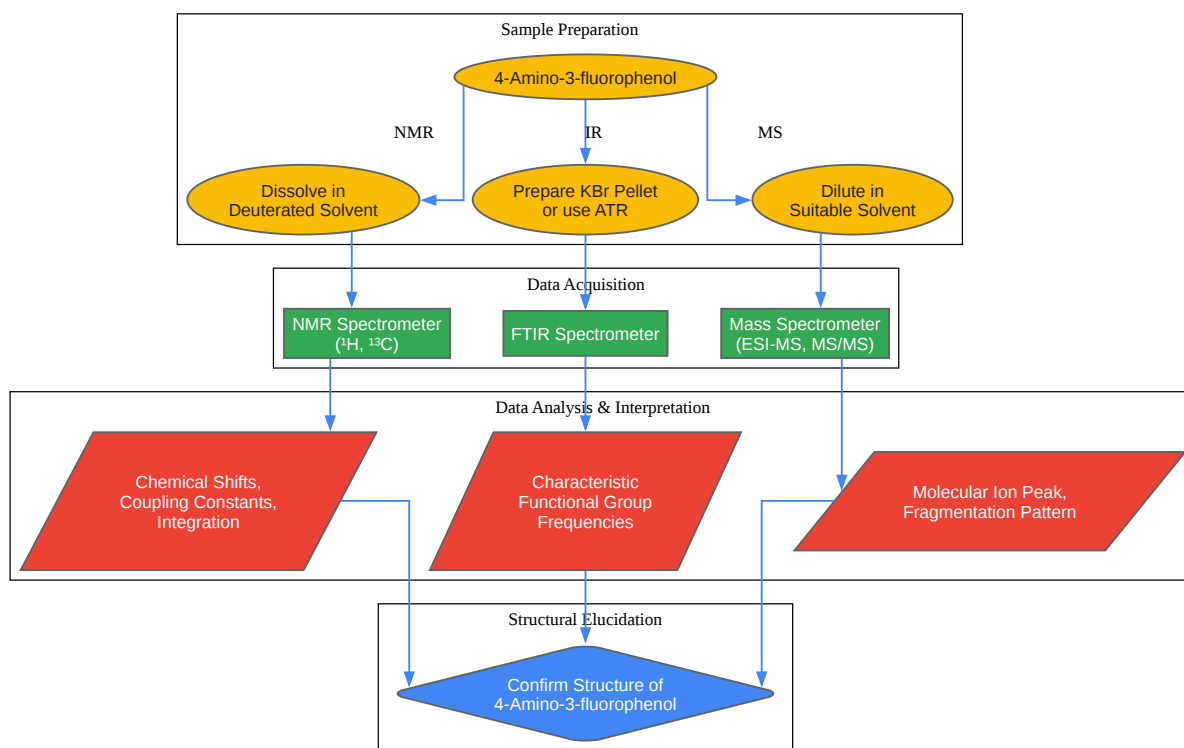 Sample Preparation
4-Amino-3-fluorophenol
NMR
IR
MS
Dissolve in
Deuterated Solvent
Prepare KBr Pellet
or use ATR
Dilute in
Suitable Solvent
Data Acquisition
NMR Spectrometer
(¹H, ¹³C)
FTIR Spectrometer
Mass Spectrometer
(ESI-MS, MS/MS)
Data Analysis & Interpretation
Chemical Shifts,
Coupling Constants,
Integration
Characteristic
Functional Group
Frequencies
Molecular Ion Peak,
Fragmentation Pattern
Structural Elucidation
Confirm Structure of
4-Amino-3-fluorophenol